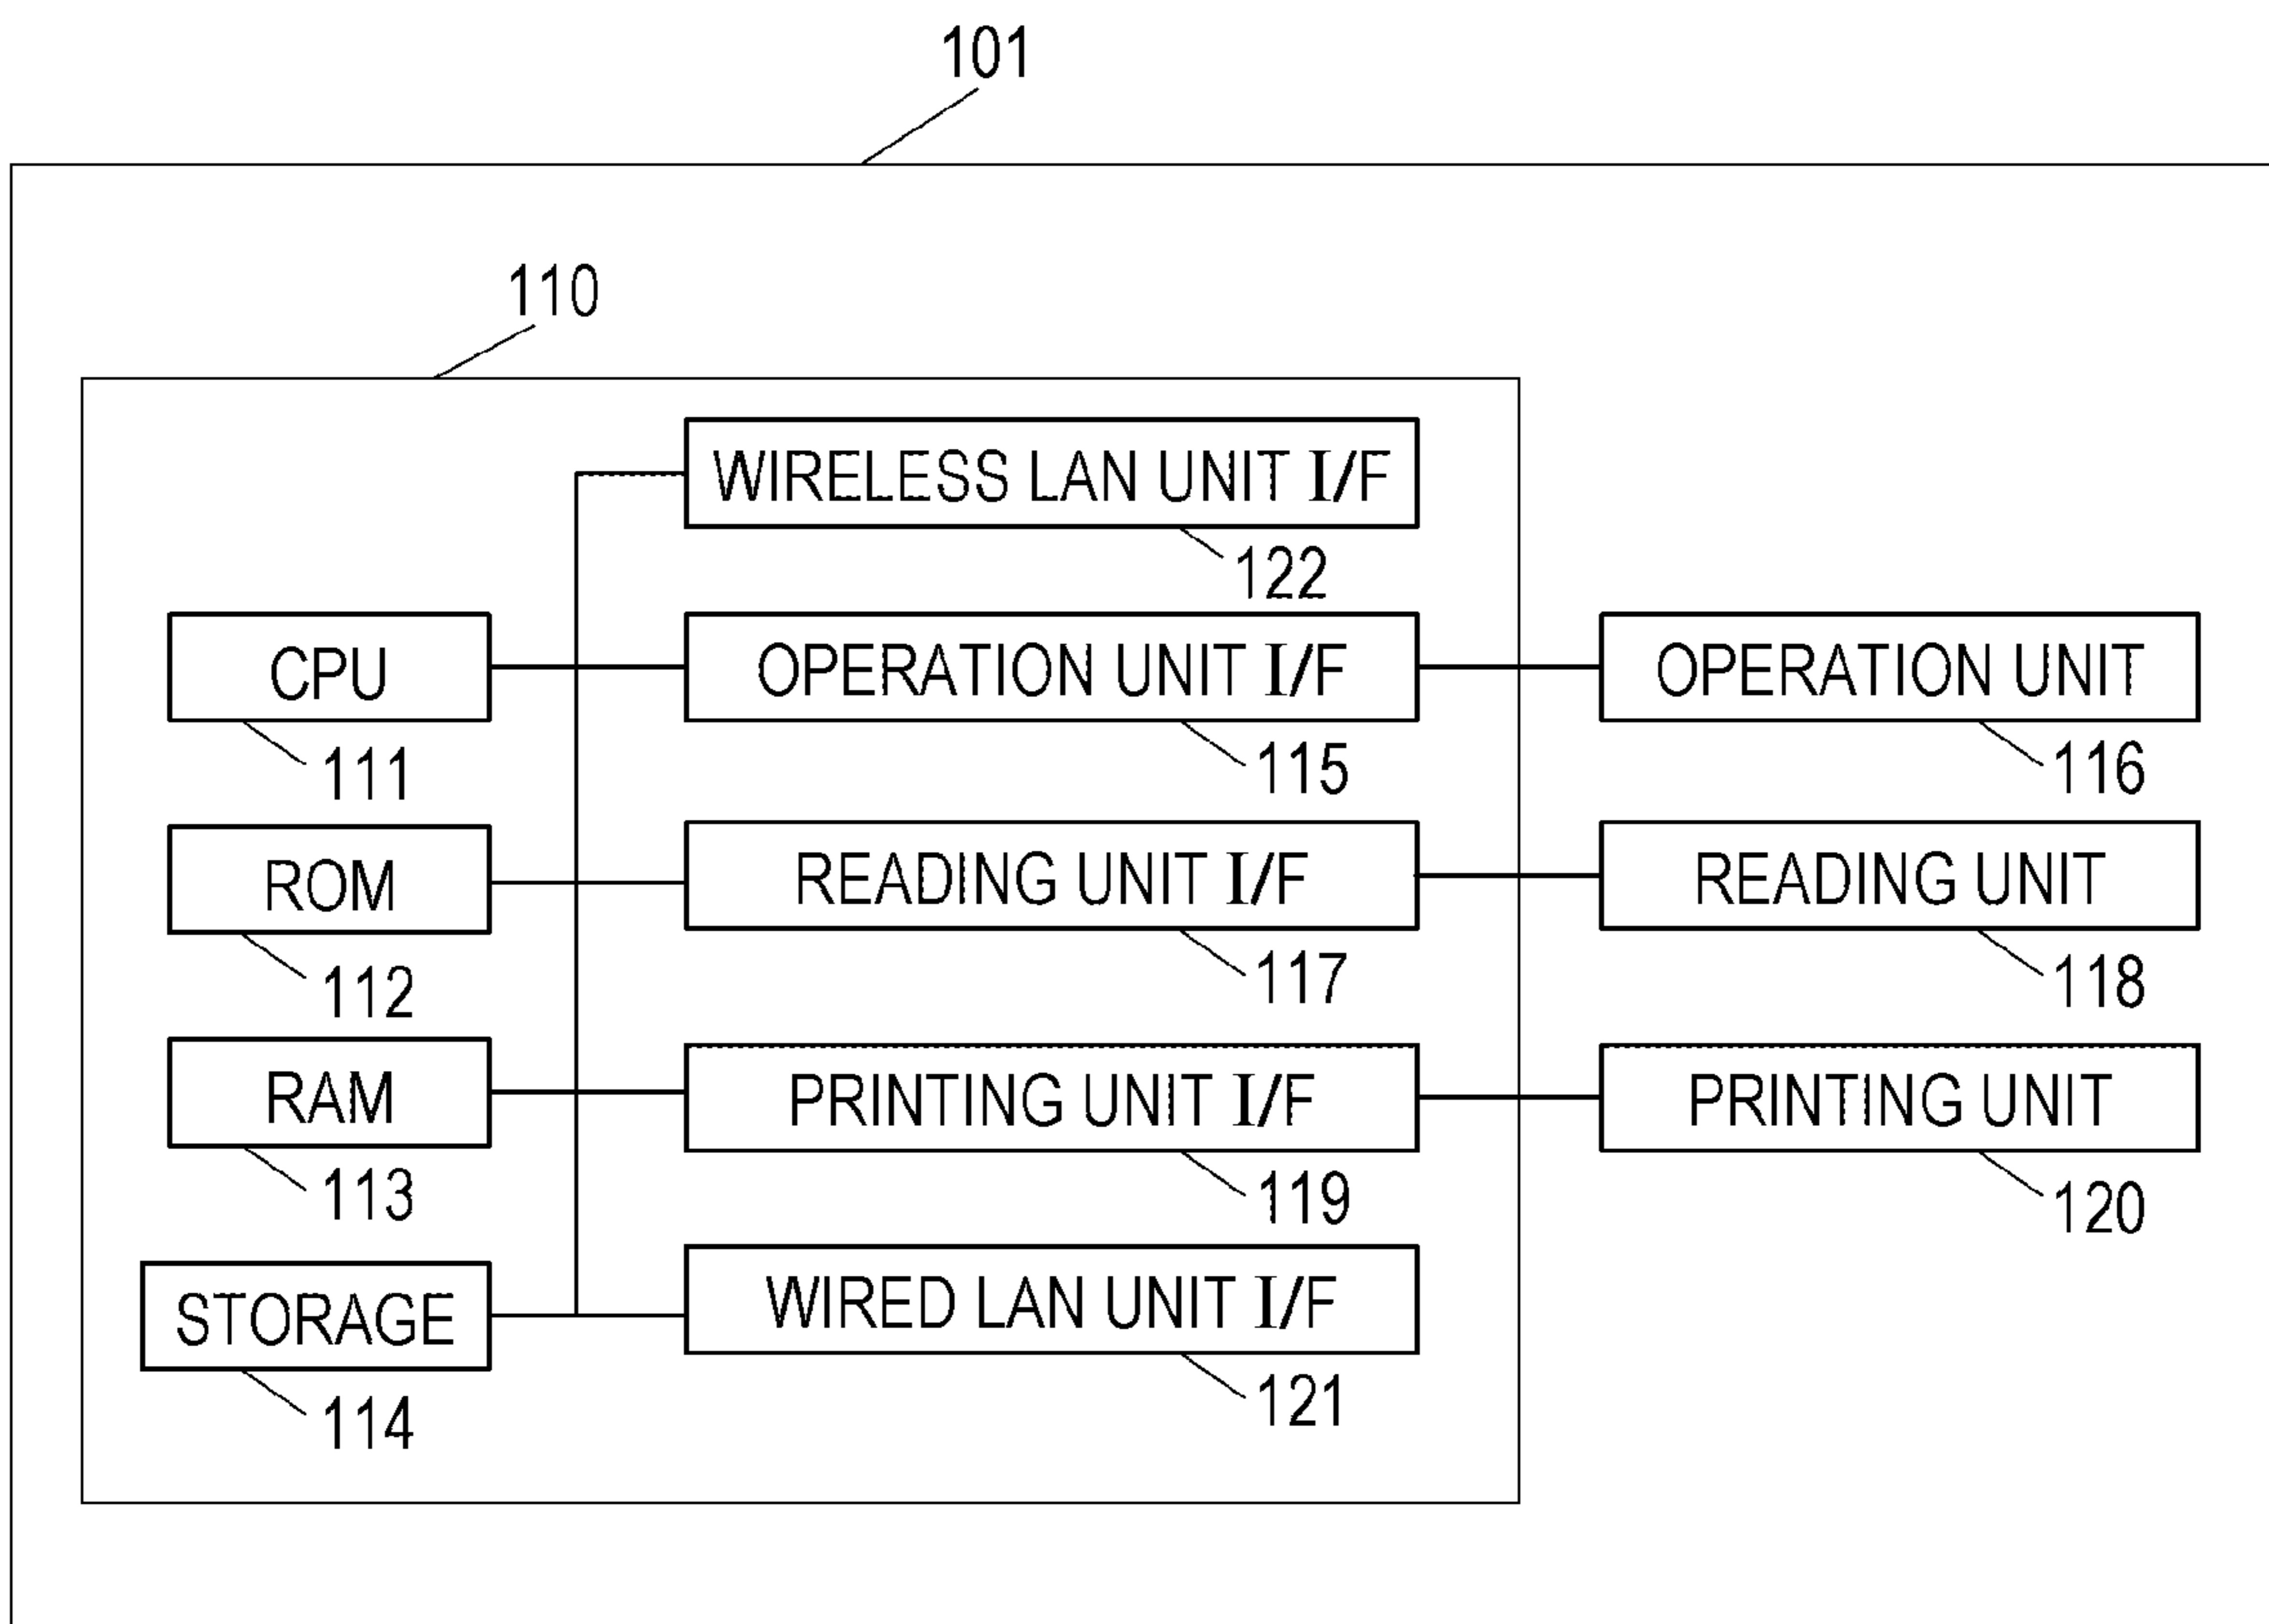 101
110
WIRELESS LAN UNIT I/F
122
CPU
OPERATION UNIT I/F
OPERATION UNIT
111
115
116
ROM
READING UNIT I/F
READING UNIT
112
117
118
RAM
PRINTING UNIT I/F
PRINTING UNIT
113
119
120
STORAGE
WIRED LAN UNIT I/F
114
121